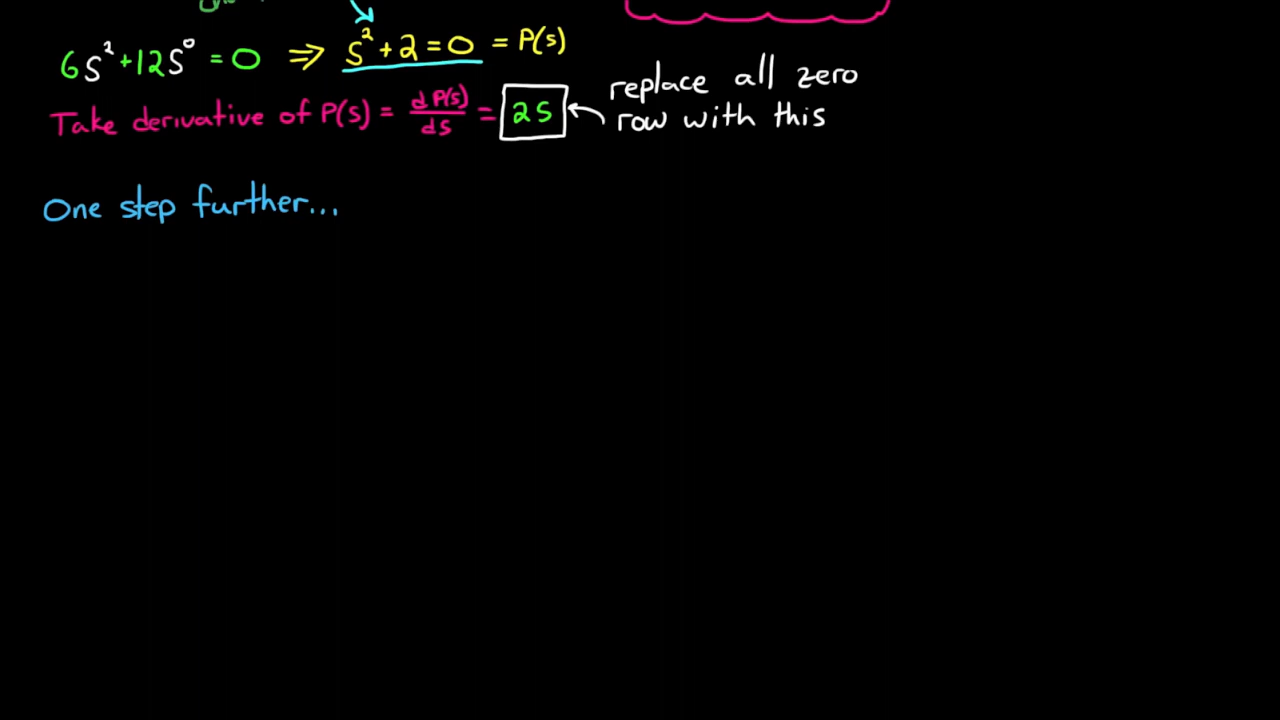 6S² + 12S⁰ = 0 ⇒ S² + 2 = 0 = P(s)
Take derivative of P(s) = dP(s)/ds = 2S
replace all zero
row with this
One step further...